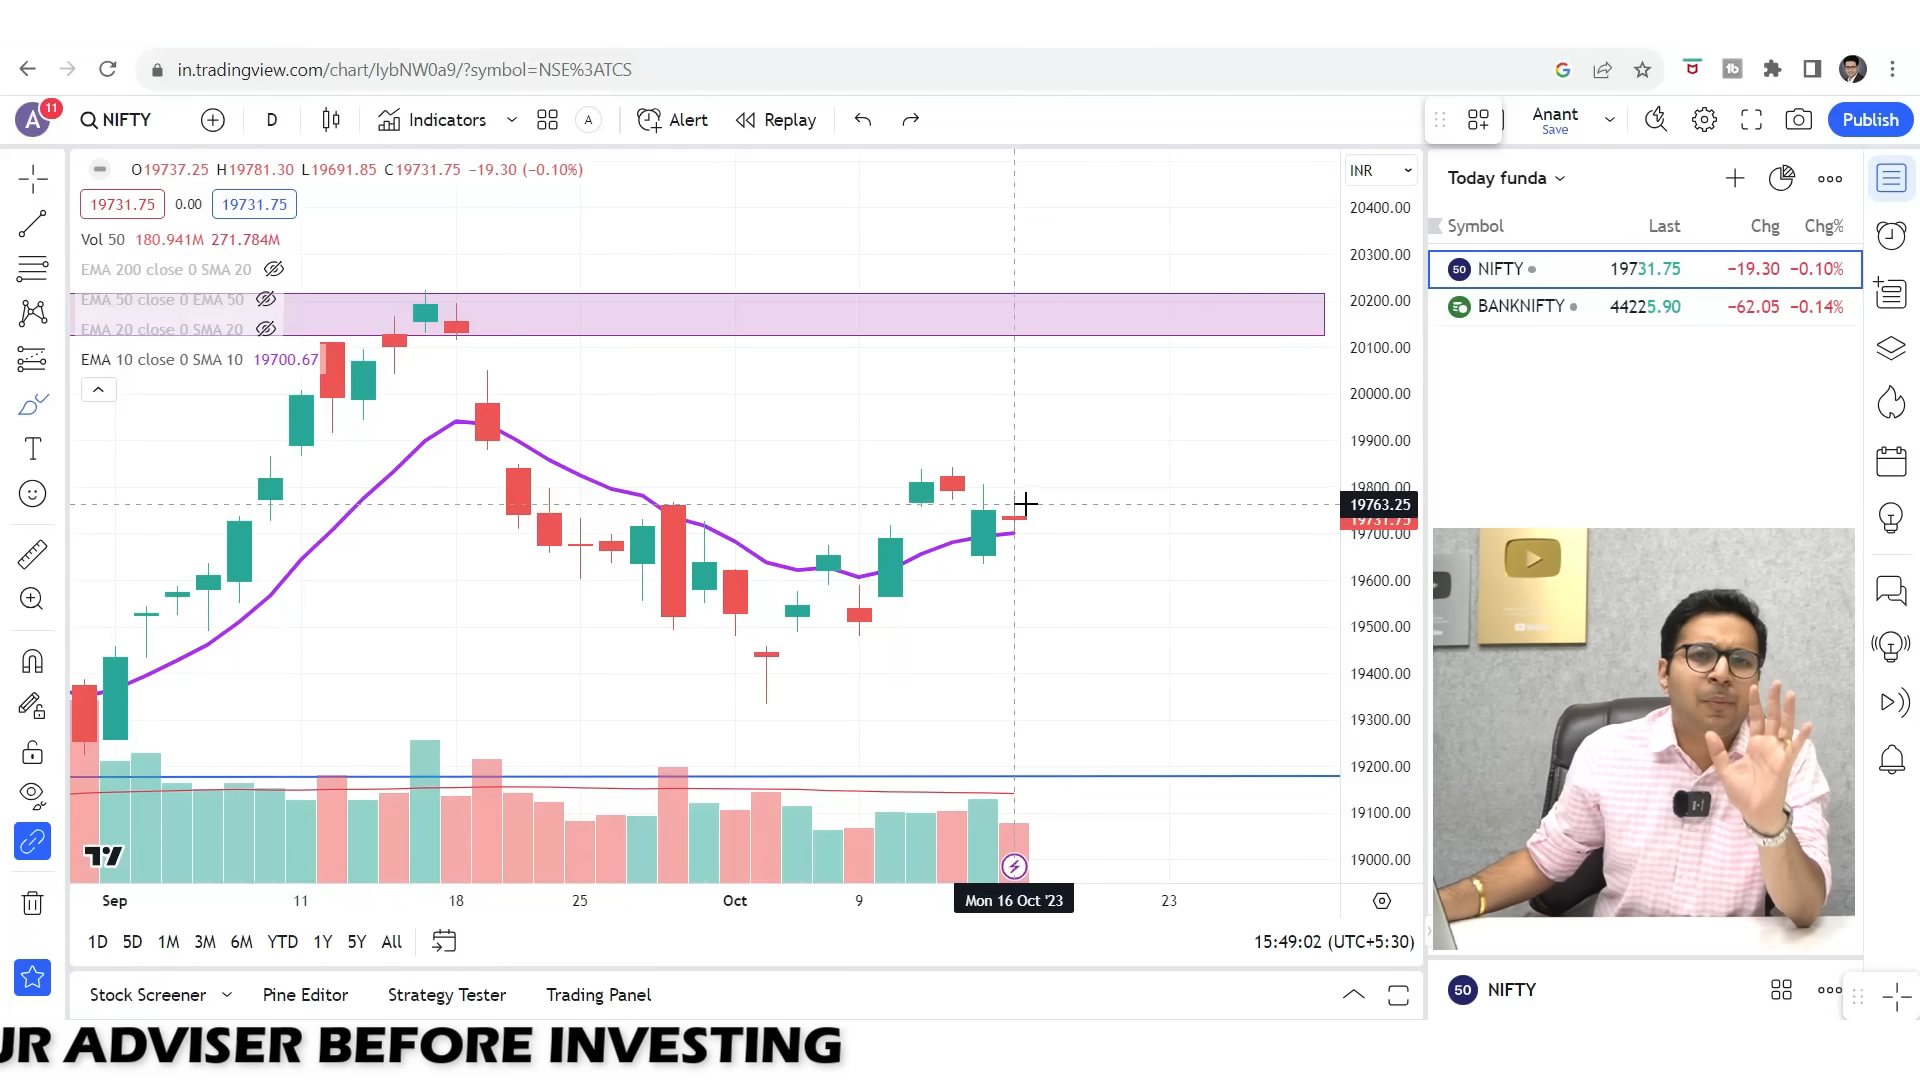 in.tradingview.com/chart/IybNW0a9/?symbol=NSE%3ATCS
A 11 NIFTY D Indicators A Alert Replay Anant Save Publish
O19737.25 H19781.30 L19691.85 C19731.75 −19.30 (−0.10%)
19731.75 0.00 19731.75
Vol 50 180.941M 271.784M
EMA 200 close 0 SMA 20
EMA 50 close 0 EMA 50
EMA 20 close 0 SMA 20
EMA 10 close 0 SMA 10 19700.67
INR
20400.00
20300.00
20200.00
20100.00
20000.00
19900.00
19800.00
19763.25
19731.75
19700.00
19600.00
19500.00
19400.00
19300.00
19200.00
19100.00
19000.00
Sep 11 18 25 Oct 9 Mon 16 Oct '23 23
1D 5D 1M 3M 6M YTD 1Y 5Y All 15:49:02 (UTC+5:30)
Stock Screener Pine Editor Strategy Tester Trading Panel
Today funda
Symbol Last Chg Chg%
50 NIFTY 19731.75 −19.30 −0.10%
BANKNIFTY 44225.90 −62.05 −0.14%
50 NIFTY
UR ADVISER BEFORE INVESTING